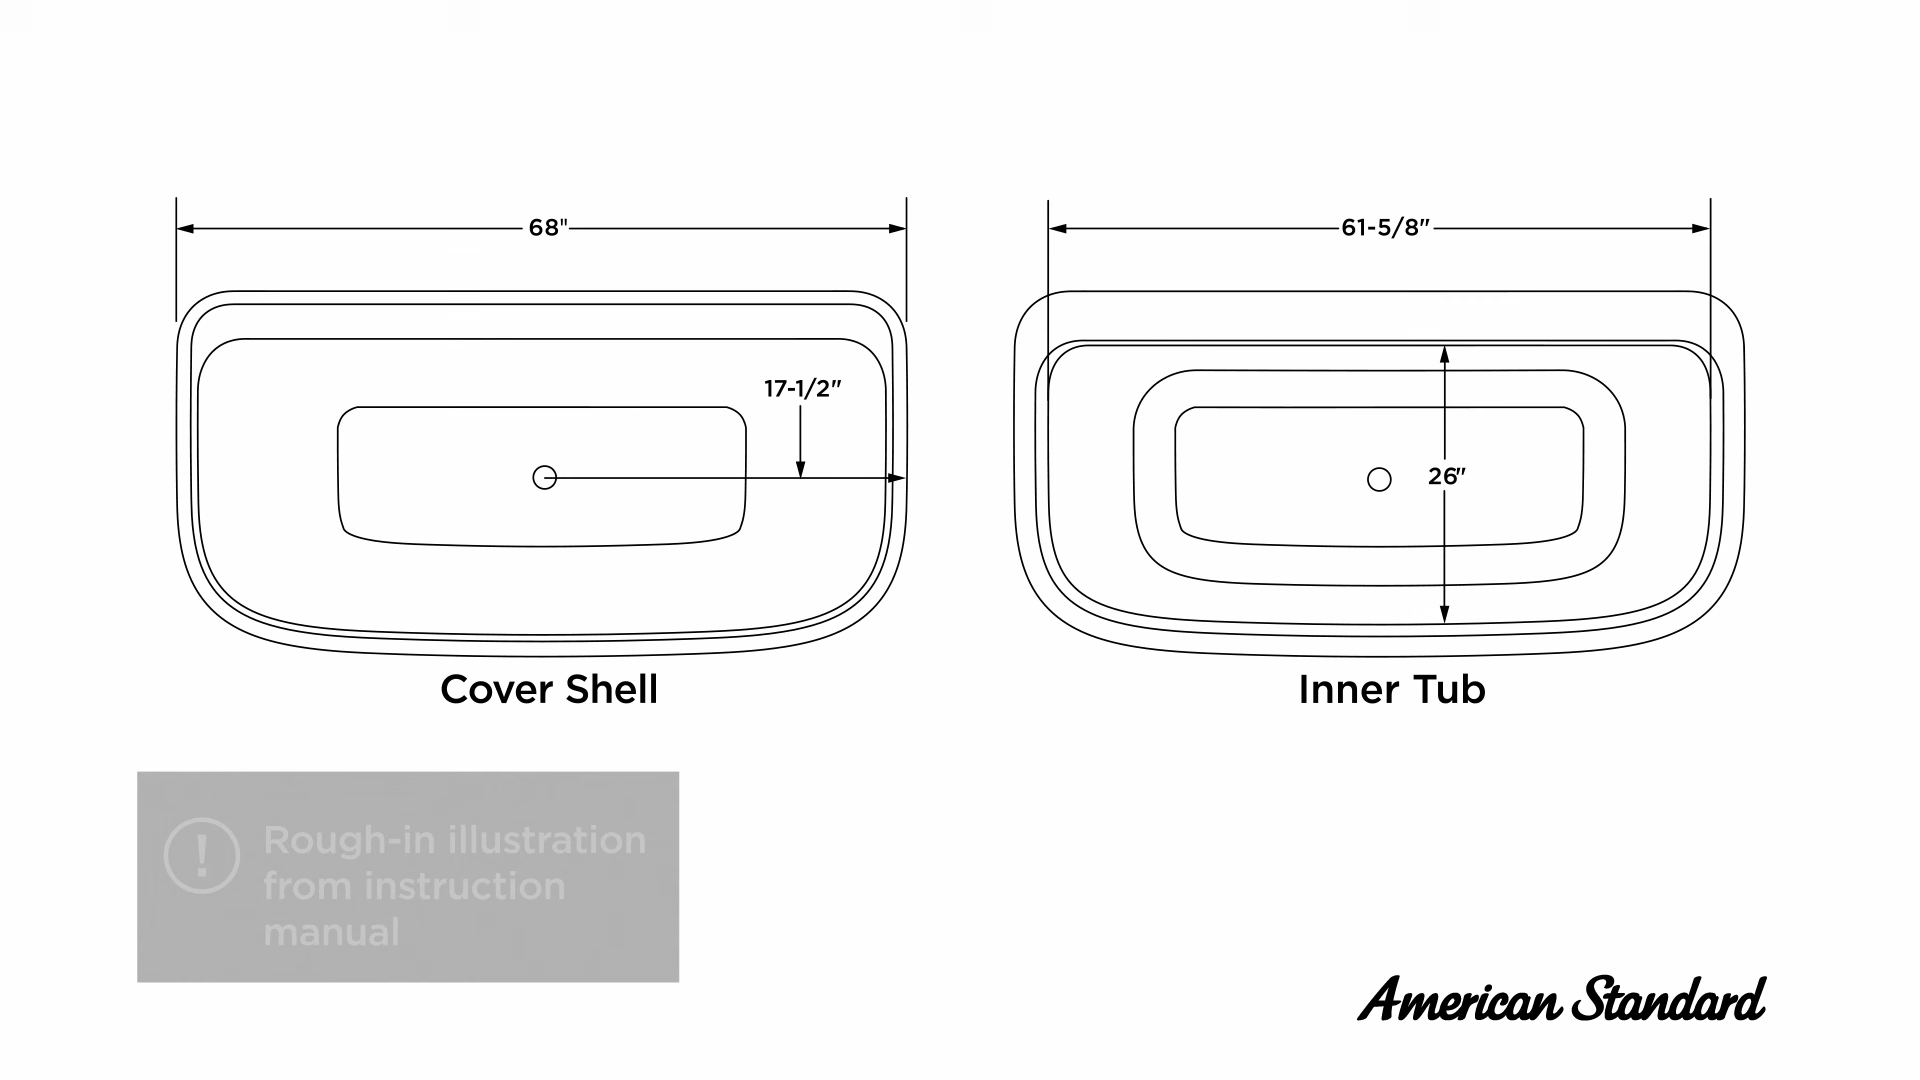 68"
61-5/8"
17-1/2"
26"
Cover Shell
Inner Tub
!
Rough-in illustration
from instruction
manual
American Standard